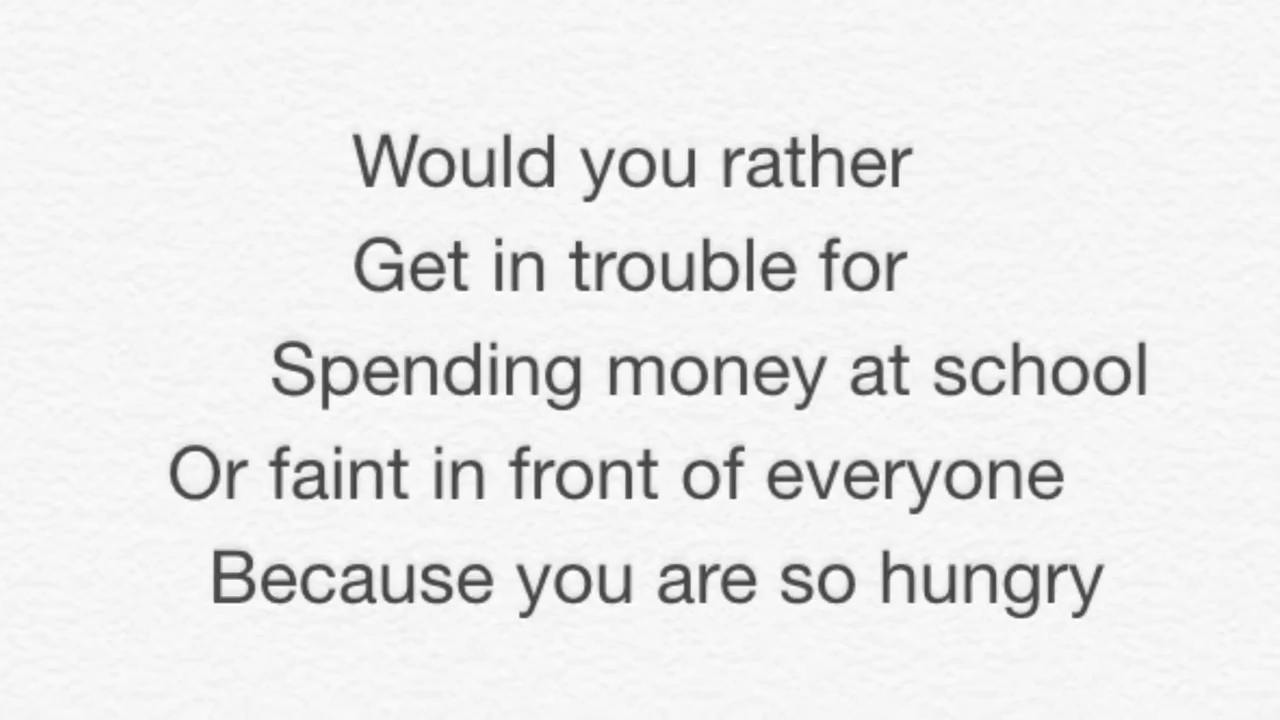 Would you rather
Get in trouble for
Spending money at school
Or faint in front of everyone
Because you are so hungry